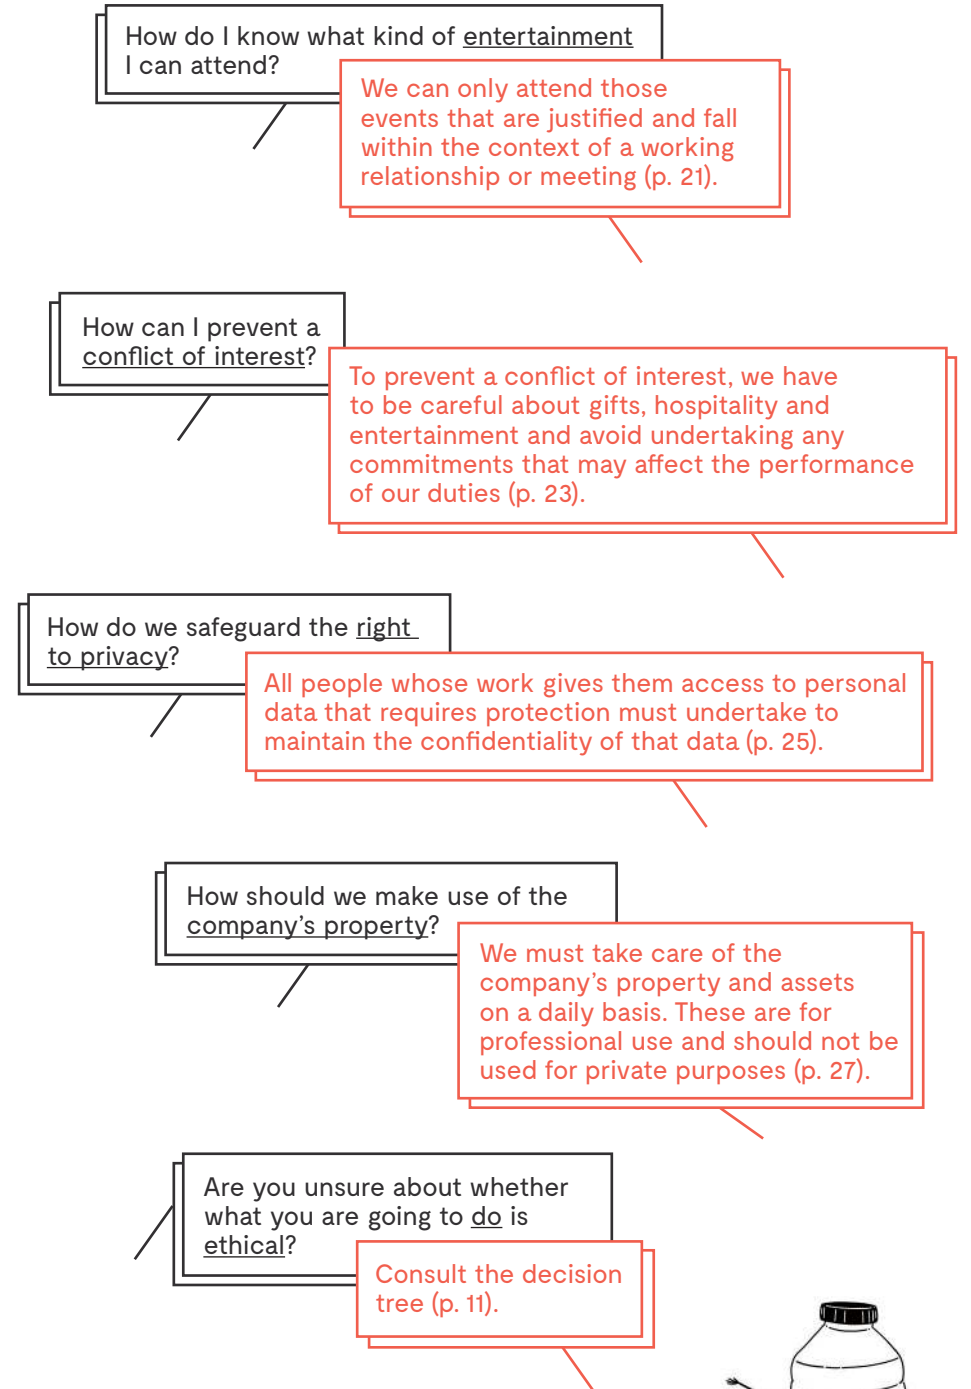 How do I know what kind of entertainment
I can attend?
We can only attend those
events that are justified and fall
within the context of a working
relationship or meeting (p. 21).
How can I prevent a
conflict of interest?
To prevent a conflict of interest, we have
to be careful about gifts, hospitality and
entertainment and avoid undertaking any
commitments that may affect the performance
of our duties (p. 23).
How do we safeguard the right
to privacy?
All people whose work gives them access to personal
data that requires protection must undertake to
maintain the confidentiality of that data (p. 25).
How should we make use of the
company’s property?
We must take care of the
company’s property and assets
on a daily basis. These are for
professional use and should not be
used for private purposes (p. 27).
Are you unsure about whether
what you are going to do is
ethical?
Consult the decision
tree (p. 11).